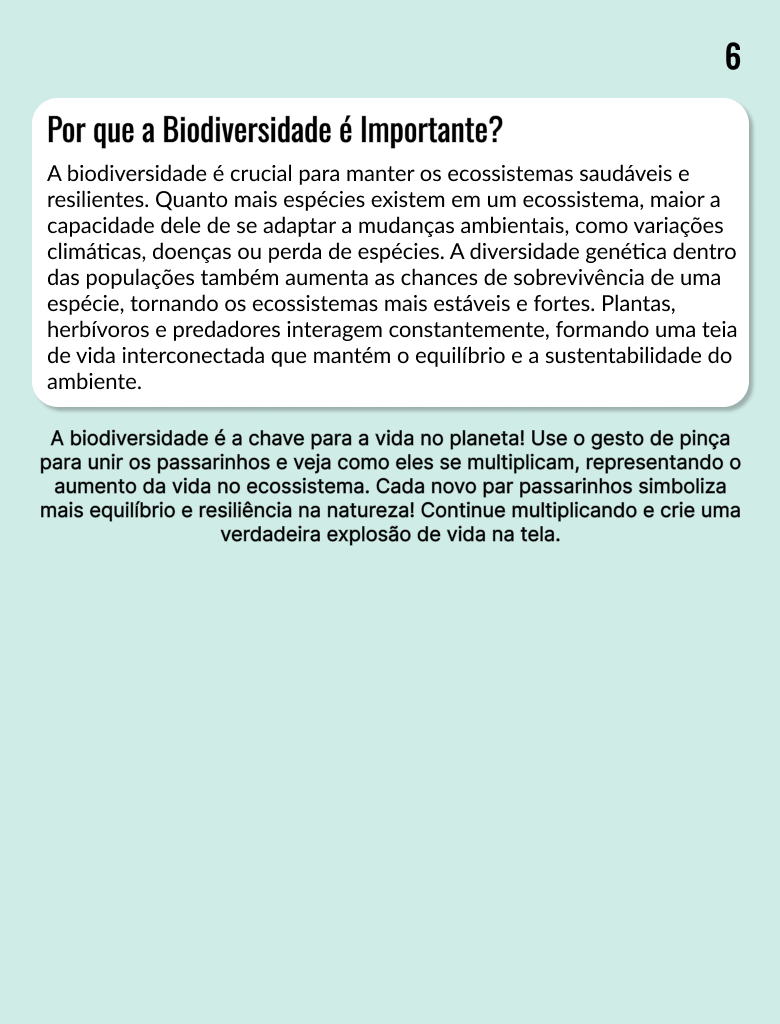 6
Por que a Biodiversidade é Importante?
A biodiversidade é crucial para manter os ecossistemas saudáveis e
resilientes. Quanto mais espécies existem em um ecossistema, maior a
capacidade dele de se adaptar a mudanças ambientais, como variações
climáticas, doenças ou perda de espécies. A diversidade genética dentro
das populações também aumenta as chances de sobrevivência de uma
espécie, tornando os ecossistemas mais estáveis e fortes. Plantas,
herbívoros e predadores interagem constantemente, formando uma teia
de vida interconectada que mantém o equilíbrio e a sustentabilidade do
ambiente.
A biodiversidade é a chave para a vida no planeta! Use o gesto de pinça
para unir os passarinhos e veja como eles se multiplicam, representando o
aumento da vida no ecossistema. Cada novo par passarinhos simboliza
mais equilíbrio e resiliência na natureza! Continue multiplicando e crie uma
verdadeira explosão de vida na tela.